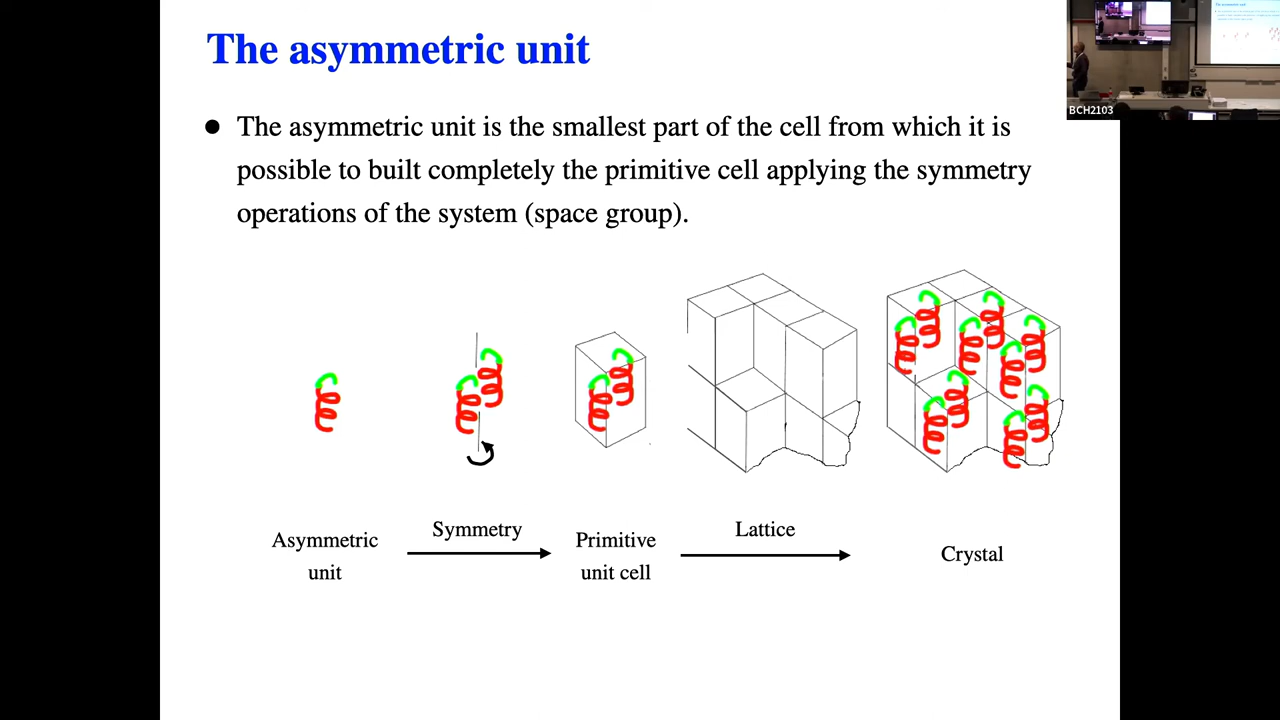 The asymmetric unit
● The asymmetric unit is the smallest part of the cell from which it is
possible to built completely the primitive cell applying the symmetry
operations of the system (space group).
Asymmetric
unit
Symmetry
Primitive
unit cell
Lattice
Crystal
BCH2103